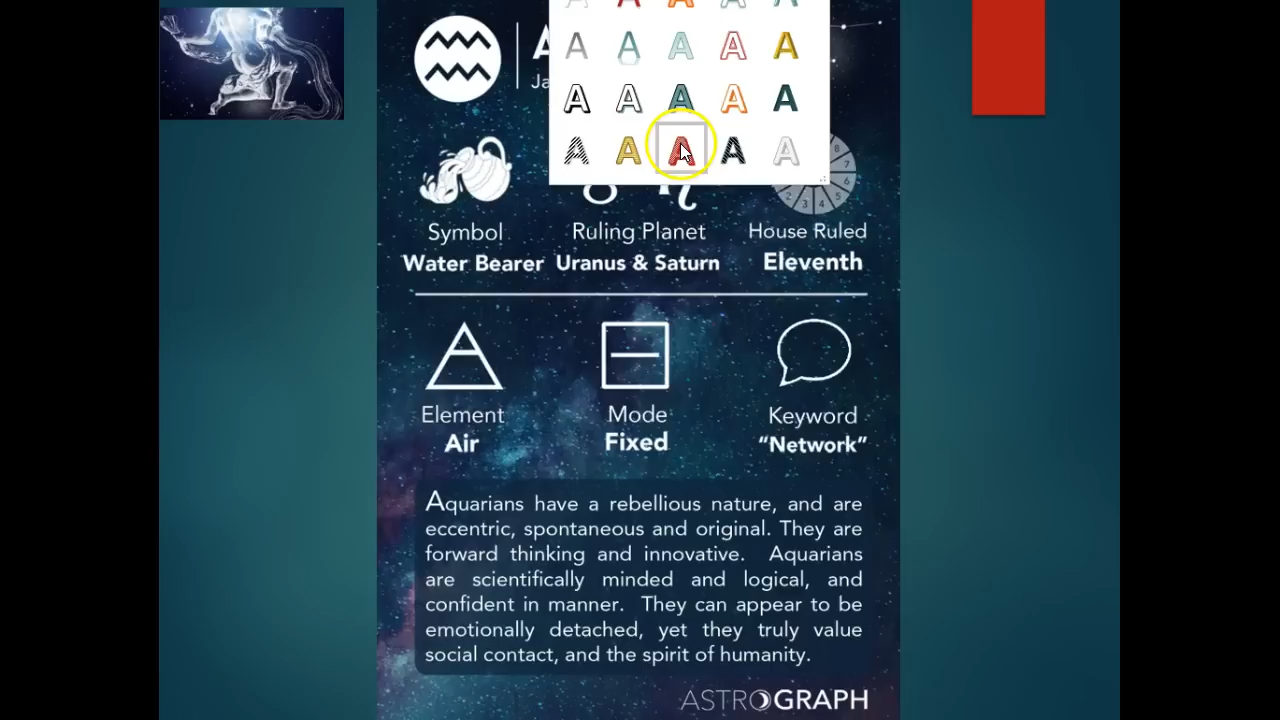 A
Ja
Symbol
Water Bearer
Ruling Planet
Uranus & Saturn
House Ruled
Eleventh
Element
Air
Mode
Fixed
Keyword
“Network”
Aquarians have a rebellious nature, and are
eccentric, spontaneous and original. They are
forward thinking and innovative. Aquarians
are scientifically minded and logical, and
confident in manner. They can appear to be
emotionally detached, yet they truly value
social contact, and the spirit of humanity.
ASTROGRAPH